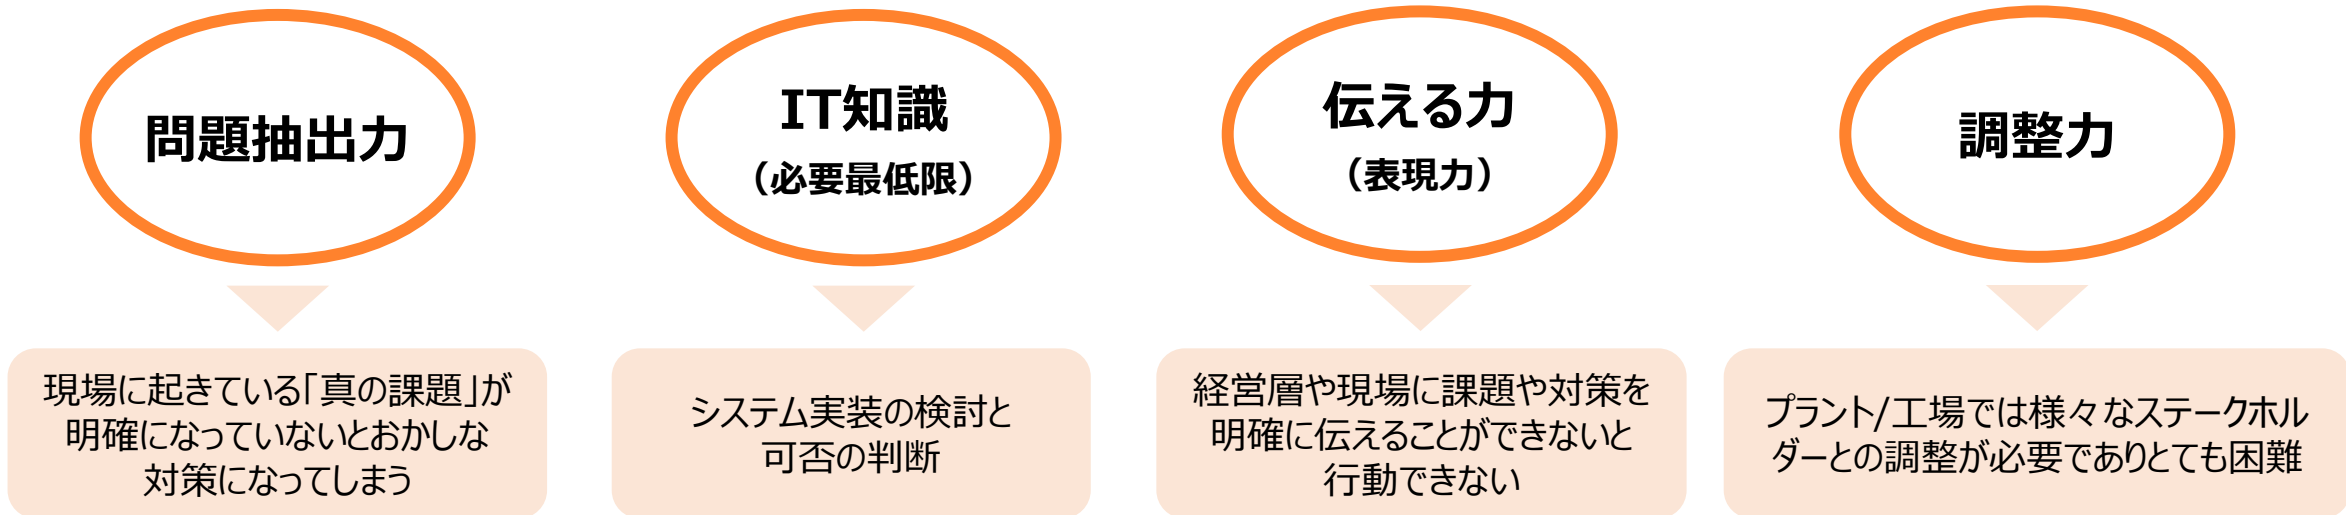 問題抽出力
現場に起きている「真の課題」が
明確になっていないとおかしな
対策になってしまう
IT知識
（必要最低限）
システム実装の検討と
可否の判断
伝える力
（表現力）
経営層や現場に課題や対策を
明確に伝えることができないと
行動できない
調整力
プラント/工場では様々なステークホル
ダーとの調整が必要でありとても困難